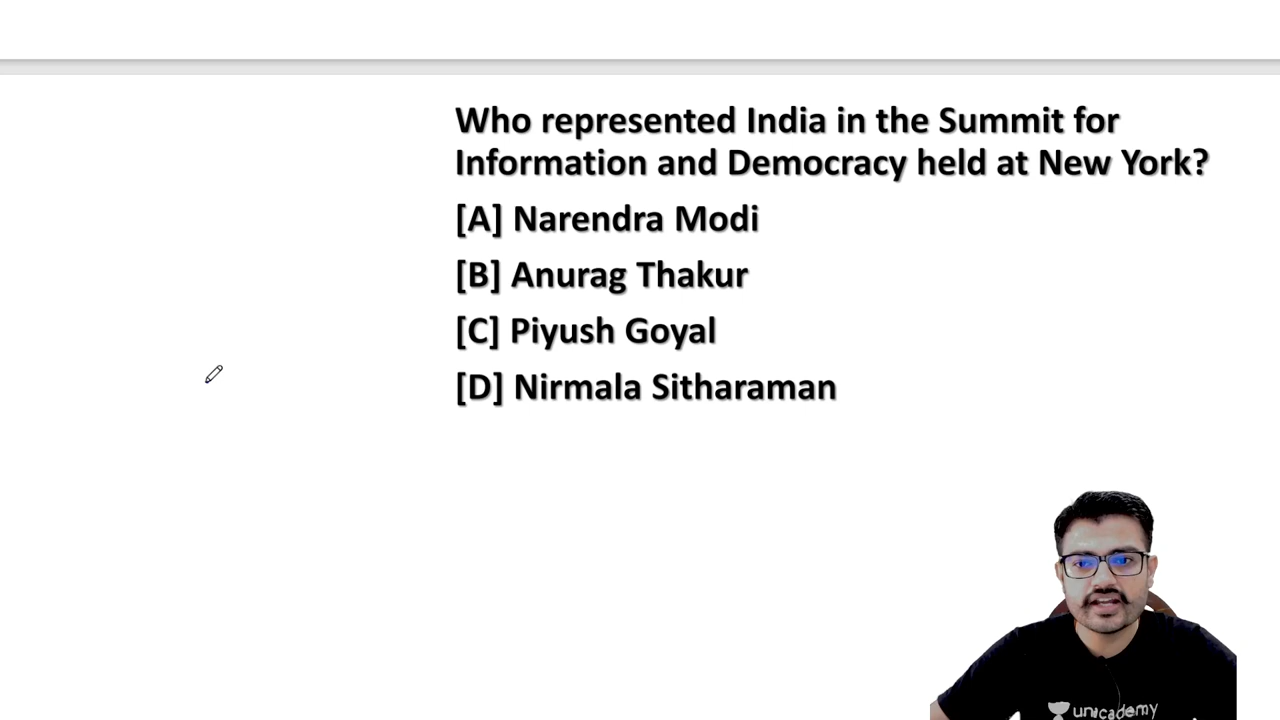 Who represented India in the Summit for
Information and Democracy held at New York?
[A] Narendra Modi
[B] Anurag Thakur
[C] Piyush Goyal
[D] Nirmala Sitharaman
unacademy